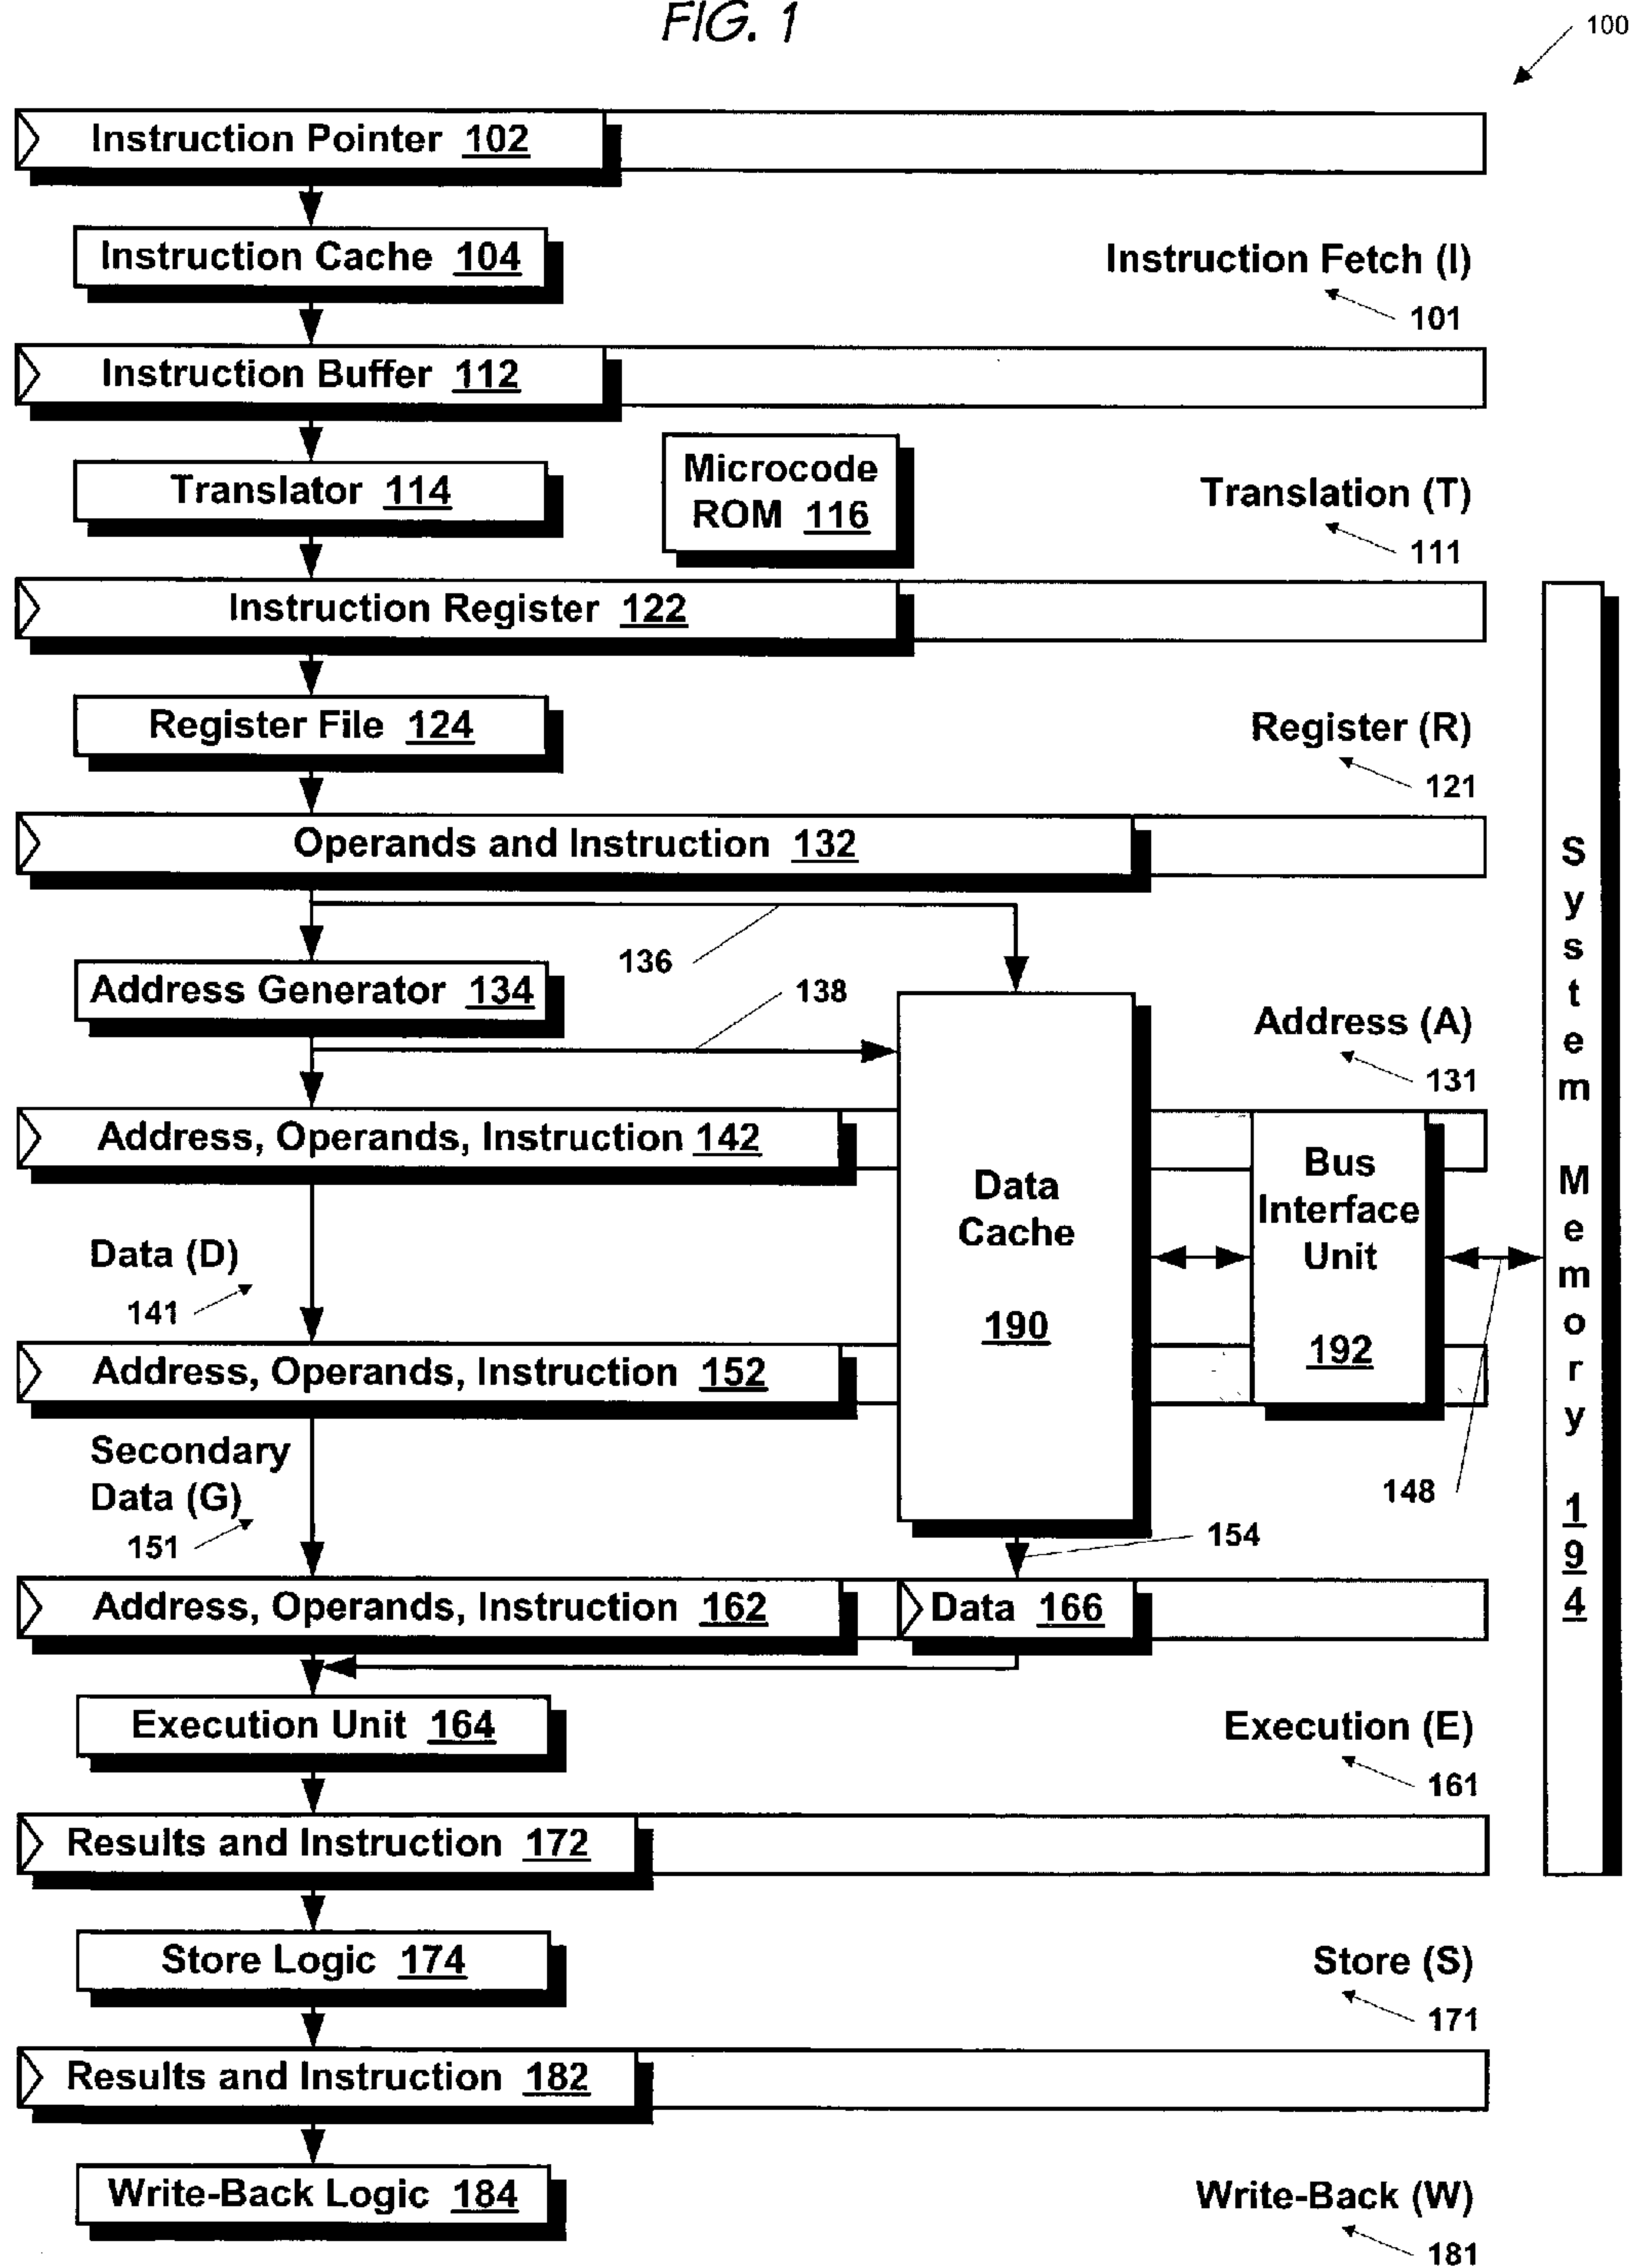 FIG. 1
100
Instruction Pointer 102
Instruction Cache 104
Instruction Fetch (I)
101
Instruction Buffer 112
Translator 114
Microcode
ROM 116
Translation (T)
111
Instruction Register 122
Register File 124
Register (R)
121
Operands and Instruction 132
136
Address Generator 134
138
Address (A)
131
Address, Operands, Instruction 142
Data
Cache
190
Bus
Interface
Unit
192
System Memory 194
Data (D)
141
Address, Operands, Instruction 152
Secondary
Data (G)
151
148
154
Address, Operands, Instruction 162
Data 166
Execution Unit 164
Execution (E)
161
Results and Instruction 172
Store Logic 174
Store (S)
171
Results and Instruction 182
Write-Back Logic 184
Write-Back (W)
181